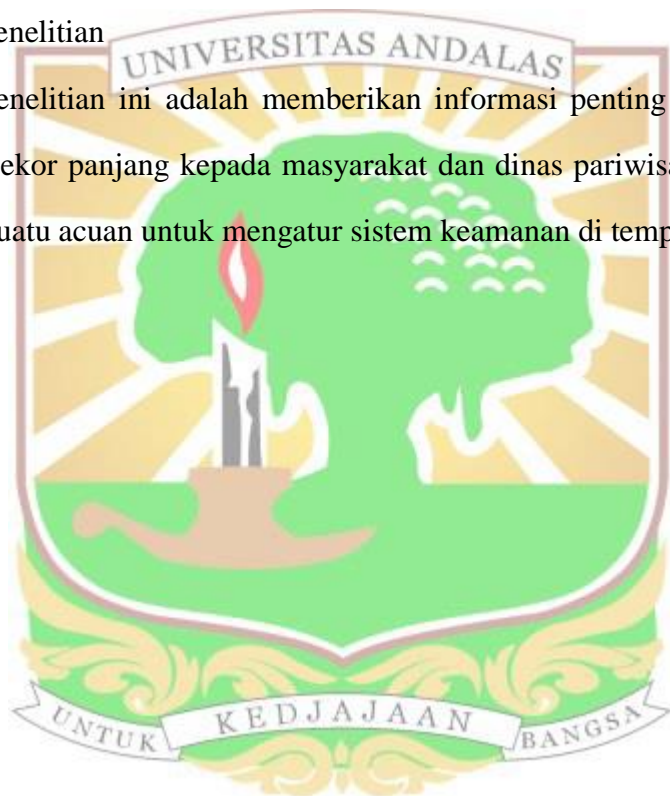 enelitian
UNIVERSITAS ANDALAS
enelitian ini adalah memberikan informasi penting
ekor panjang kepada masyarakat dan dinas pariwisa
uatu acuan untuk mengatur sistem keamanan di temp
UNTUK KEDJAJAAN BANGSA